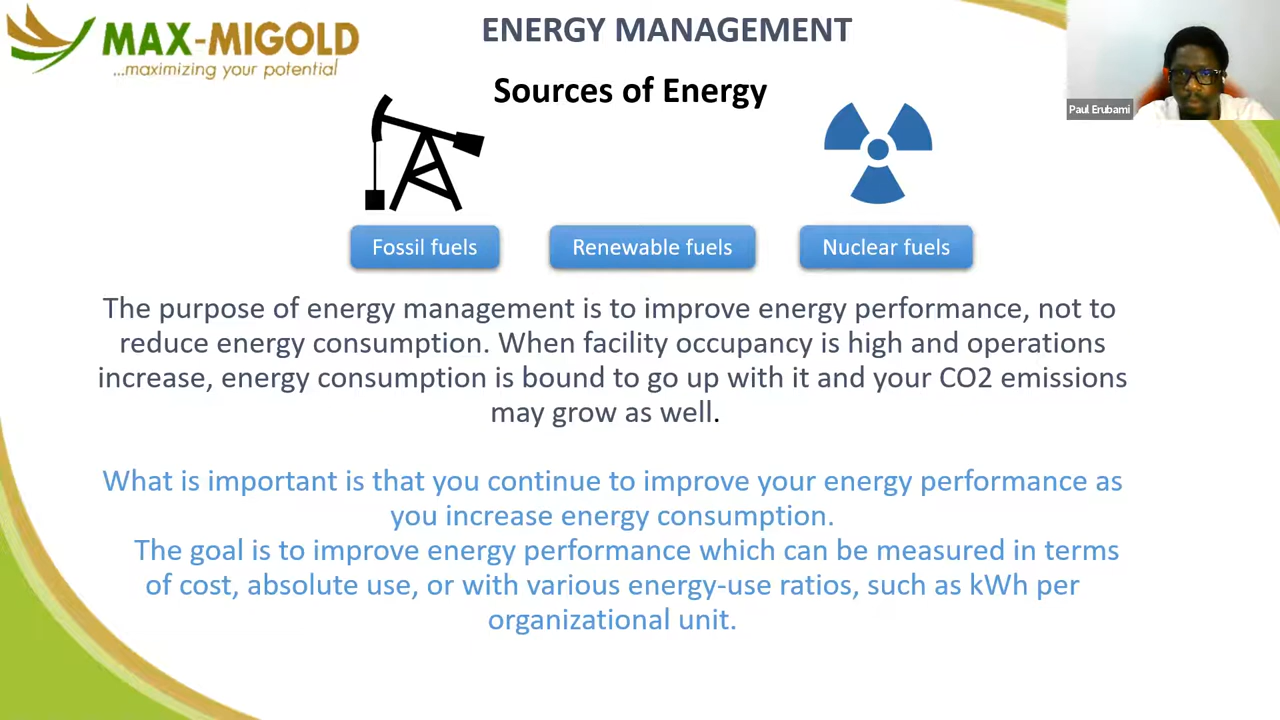 ENERGY MANAGEMENT
MAX-MIGOLD
...maximizing your potential
Sources of Energy
Paul Erubami
Fossil fuels
Renewable fuels
Nuclear fuels
The purpose of energy management is to improve energy performance, not to
reduce energy consumption. When facility occupancy is high and operations
increase, energy consumption is bound to go up with it and your CO2 emissions
may grow as well.
What is important is that you continue to improve your energy performance as
you increase energy consumption.
The goal is to improve energy performance which can be measured in terms
of cost, absolute use, or with various energy-use ratios, such as kWh per
organizational unit.